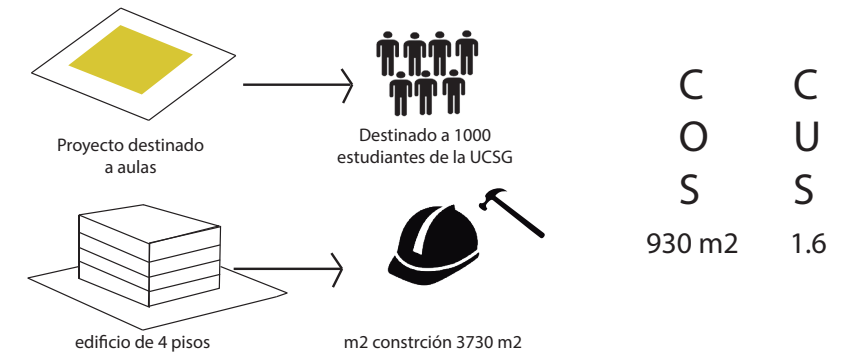 Proyecto destinado
a aulas
Destinado a 1000
estudiantes de la UCSG
edificio de 4 pisos
m2 constrción 3730 m2
C
O
S
930 m2
C
U
S
1.6